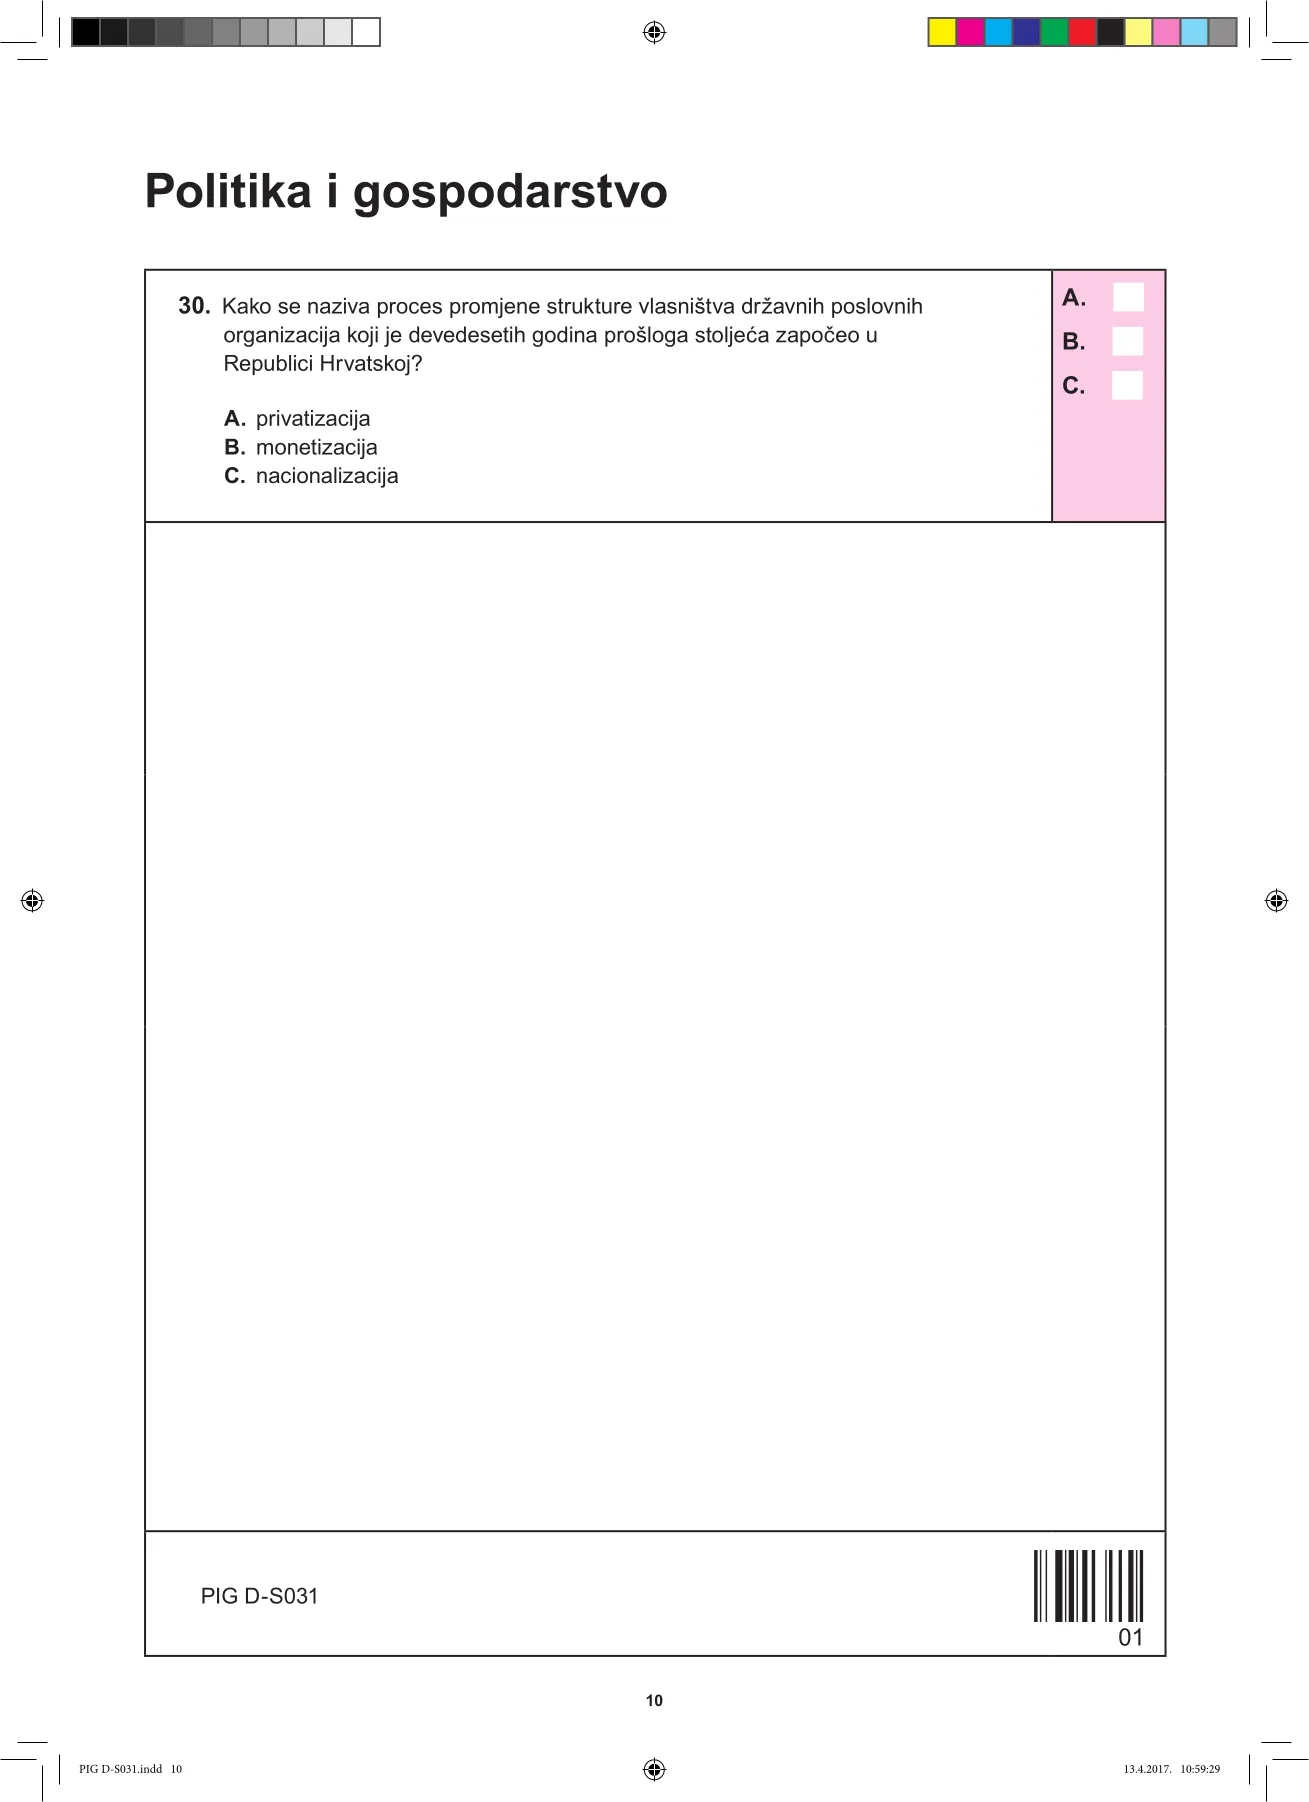 Politika i gospodarstvo
30. Kako se naziva proces promjene strukture vlasništva državnih poslovnih
organizacija koji je devedesetih godina prošloga stoljeća započeo u
Republici Hrvatskoj?
A. privatizacija
B. monetizacija
C. nacionalizacija
A.
B.
C.
PIG D-S031
01
10
PIG D-S031.indd 10
13.4.2017. 10:59:29